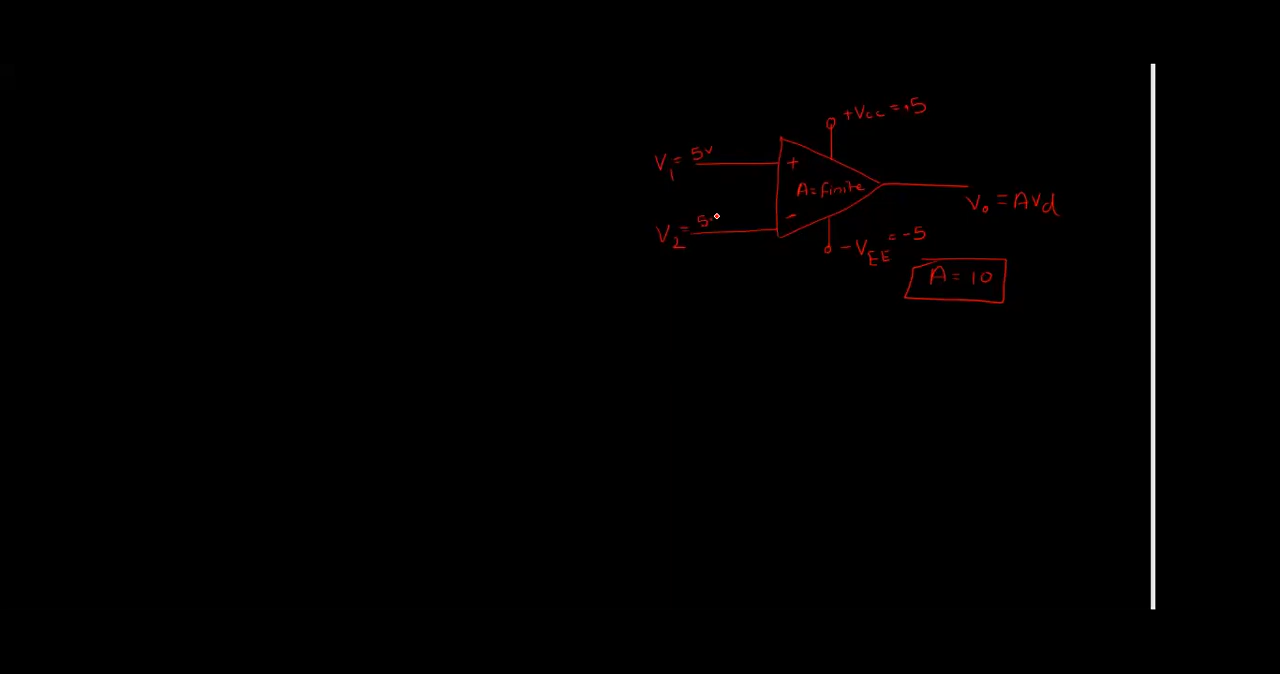 +Vcc = .5
V1 = 5v
+
A=finite
Vo = AVd
V2 = 5.
-
-VEE = -5
A = 10